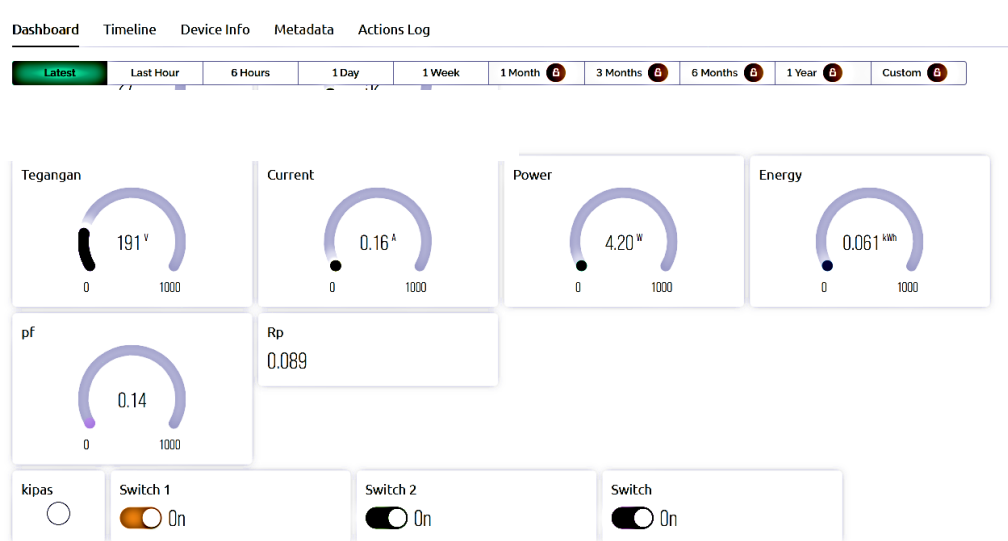 Dashboard Timeline Device Info Metadata Actions Log
Latest Last Hour 6 Hours 1 Day 1 Week 1 Month 3 Months 6 Months 1 Year Custom
Tegangan Current Power Energy
191 V 0.16 A 4.20 W 0.061 kWh
0 1000 0 1000 0 1000 0 1000
pf Rp
0.089
0.14
0 1000
kipas Switch 1 Switch 2 Switch
On On On